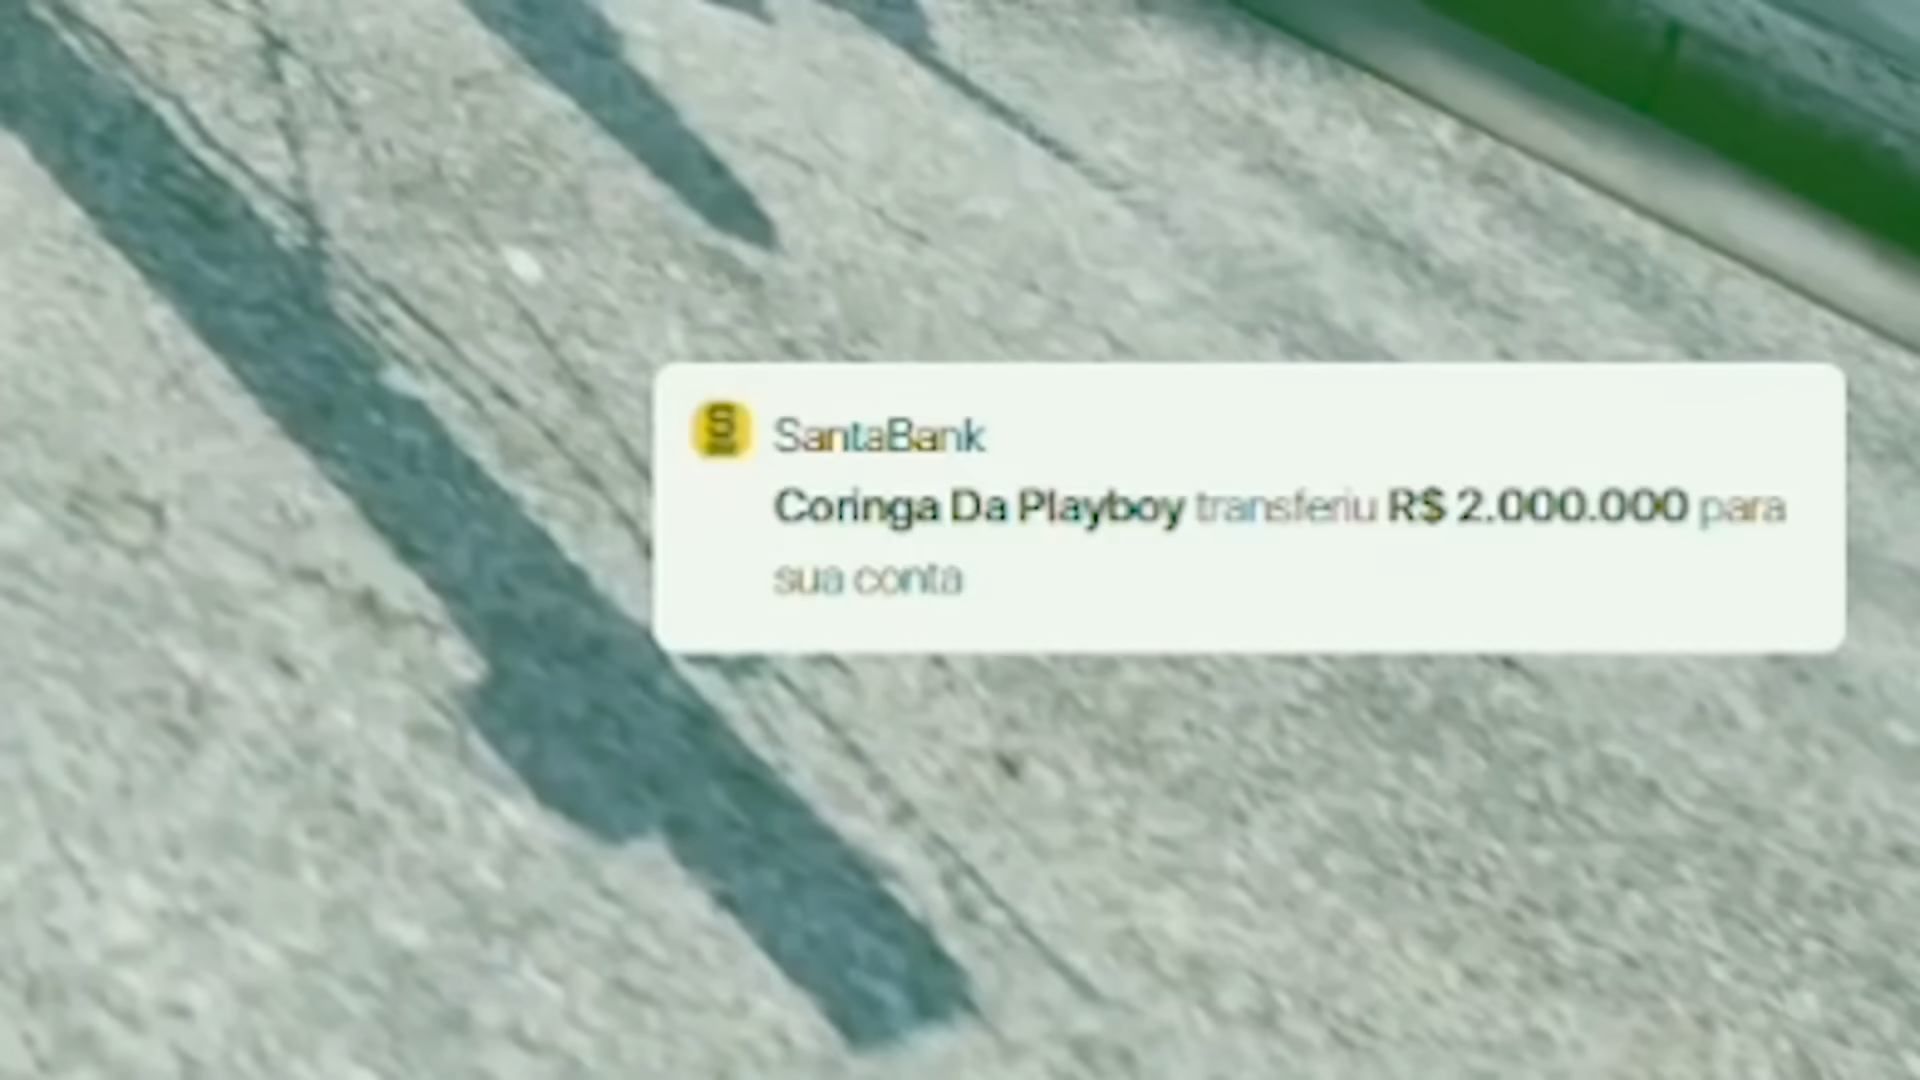 SantaBank
Coringa Da Playboy transferiu R$ 2.000.000 para
sua conta